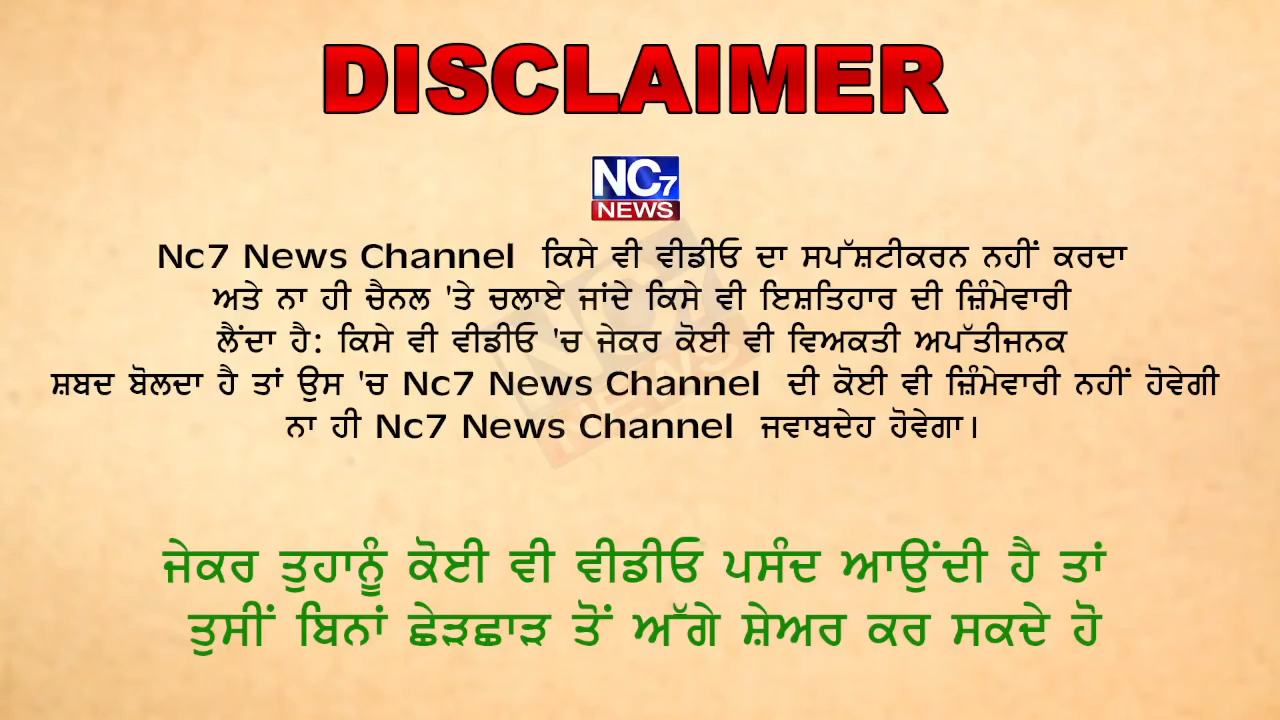 DISCLAIMER
NC7
NEWS
Nc7 News Channel ਕਿਸੇ ਵੀ ਵੀਡੀਓ ਦਾ ਸਪੱਸ਼ਟੀਕਰਨ ਨਹੀਂ ਕਰਦਾ
ਅਤੇ ਨਾ ਹੀ ਚੈਨਲ 'ਤੇ ਚਲਾਏ ਜਾਂਦੇ ਕਿਸੇ ਵੀ ਇਸ਼ਤਿਹਾਰ ਦੀ ਜ਼ਿੰਮੇਵਾਰੀ
ਲੈਂਦਾ ਹੈ: ਕਿਸੇ ਵੀ ਵੀਡੀਓ 'ਚ ਜੇਕਰ ਕੋਈ ਵੀ ਵਿਅਕਤੀ ਅਪੱਤੀਜਨਕ
ਸ਼ਬਦ ਬੋਲਦਾ ਹੈ ਤਾਂ ਉਸ 'ਚ Nc7 News Channel ਦੀ ਕੋਈ ਵੀ ਜ਼ਿੰਮੇਵਾਰੀ ਨਹੀਂ ਹੋਵੇਗੀ
ਨਾ ਹੀ Nc7 News Channel ਜਵਾਬਦੇਹ ਹੋਵੇਗਾ।
ਜੇਕਰ ਤੁਹਾਨੂੰ ਕੋਈ ਵੀ ਵੀਡੀਓ ਪਸੰਦ ਆਉਂਦੀ ਹੈ ਤਾਂ
ਤੁਸੀਂ ਬਿਨਾਂ ਛੇੜਛਾੜ ਤੋਂ ਅੱਗੇ ਸ਼ੇਅਰ ਕਰ ਸਕਦੇ ਹੋ